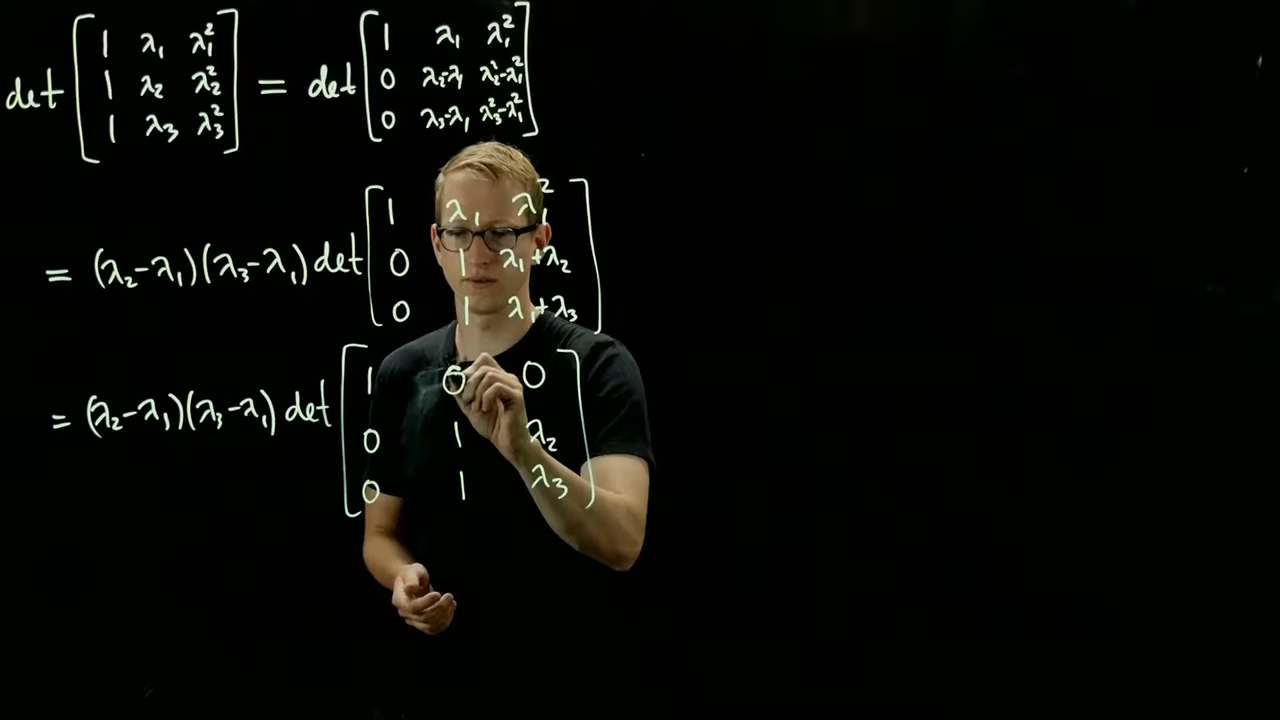 det [ 1 λ₁ λ₁² = det [ 1 λ₁ λ₁²
1 λ₂ λ₂² 0 λ₂-λ₁ λ₂²-λ₁²
1 λ₃ λ₃² ] 0 λ₃-λ₁ λ₃²-λ₁² ]
= (λ₂-λ₁)(λ₃-λ₁) det [ 1 λ₁ λ₁²
0 1 λ₁+λ₂
0 1 λ₁+λ₃ ]
= (λ₂-λ₁)(λ₃-λ₁) det [ 1 0 0
0 1 λ₂
0 1 λ₃ ]